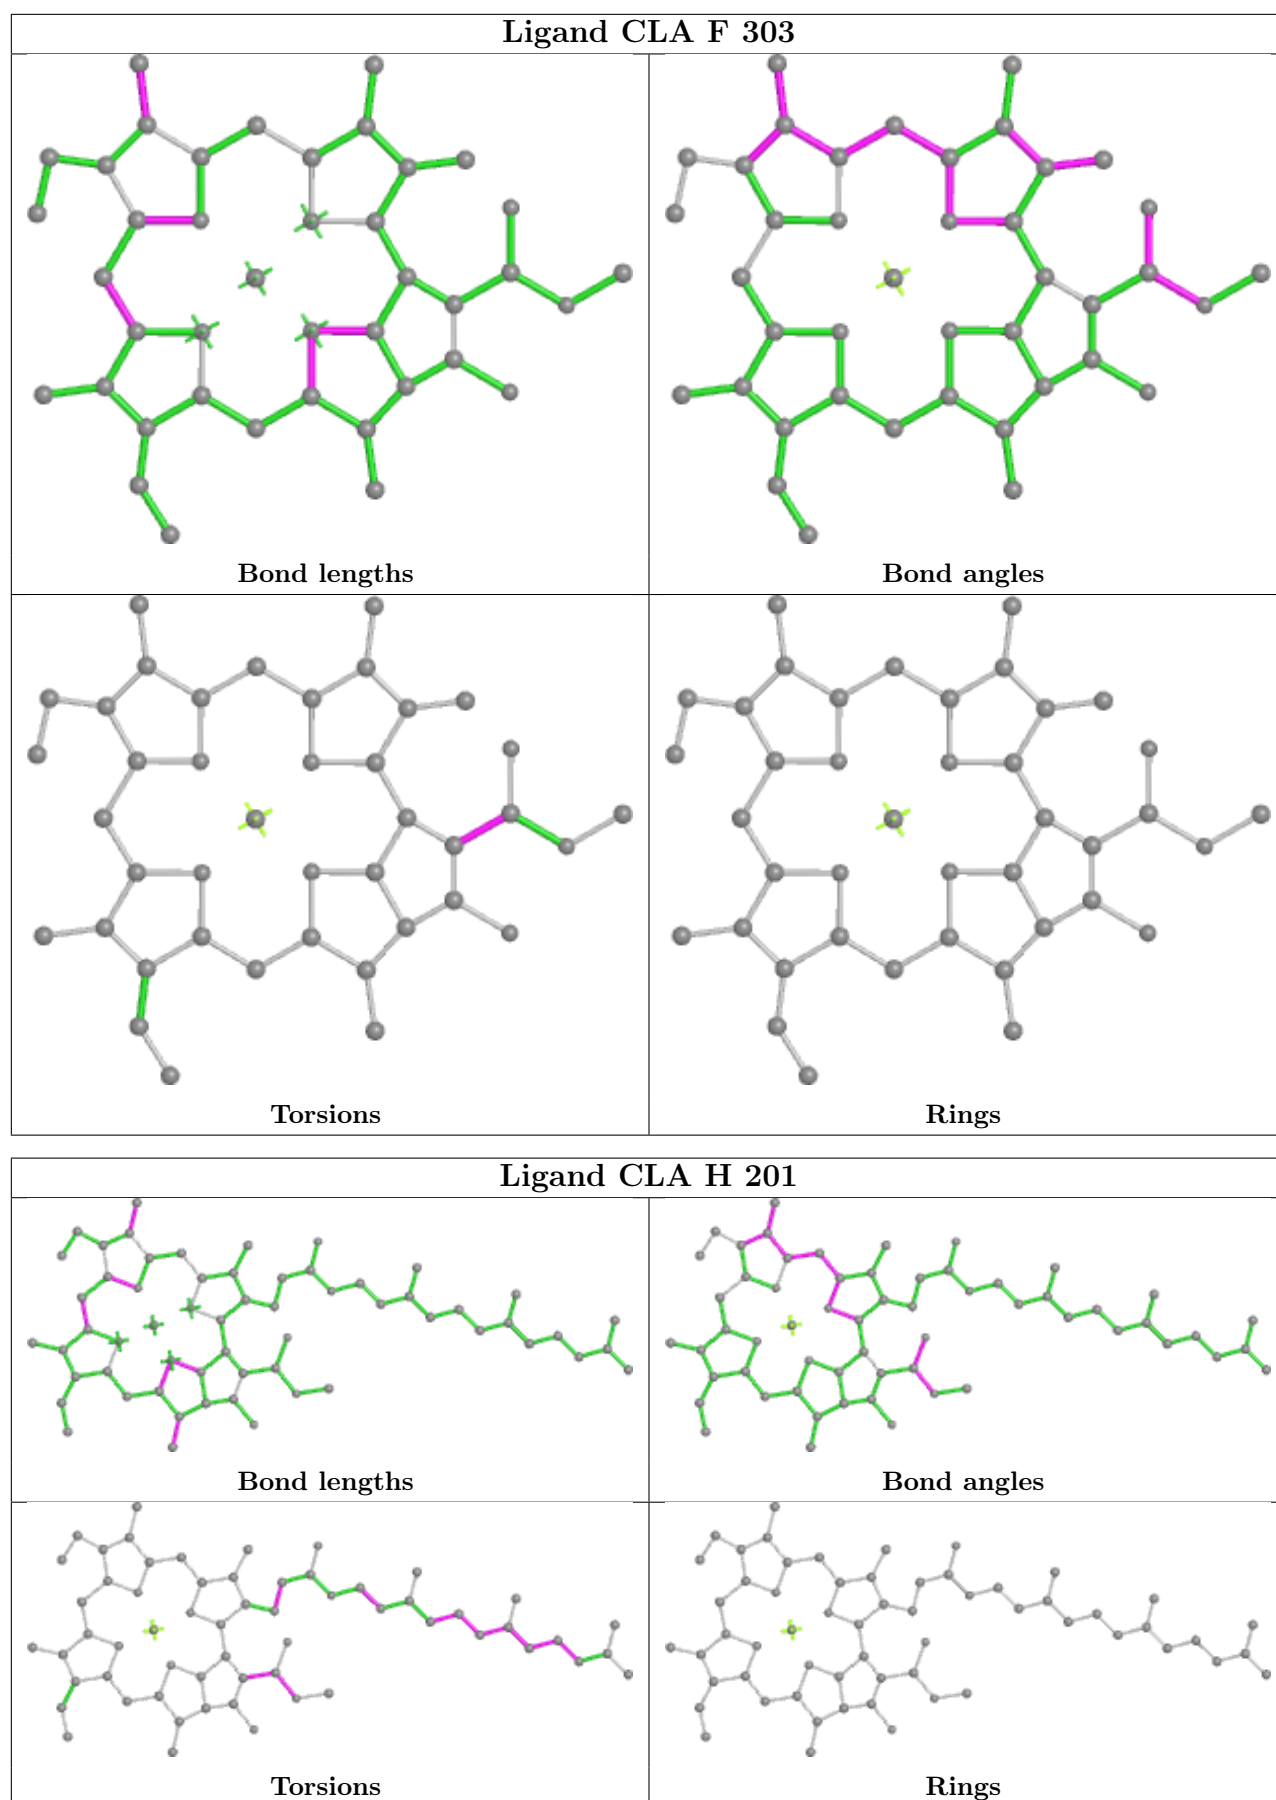 Ligand CLA F 303
Bond lengths
Bond angles
Torsions
Rings
Ligand CLA H 201
Bond lengths
Bond angles
Torsions
Rings